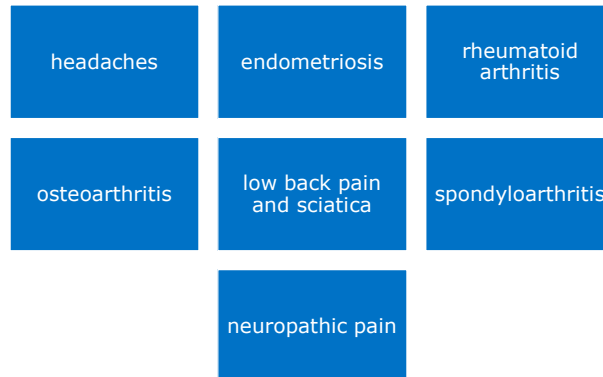 headaches
endometriosis
rheumatoid
arthritis
osteoarthritis
low back pain
and sciatica
spondyloarthritis
neuropathic pain